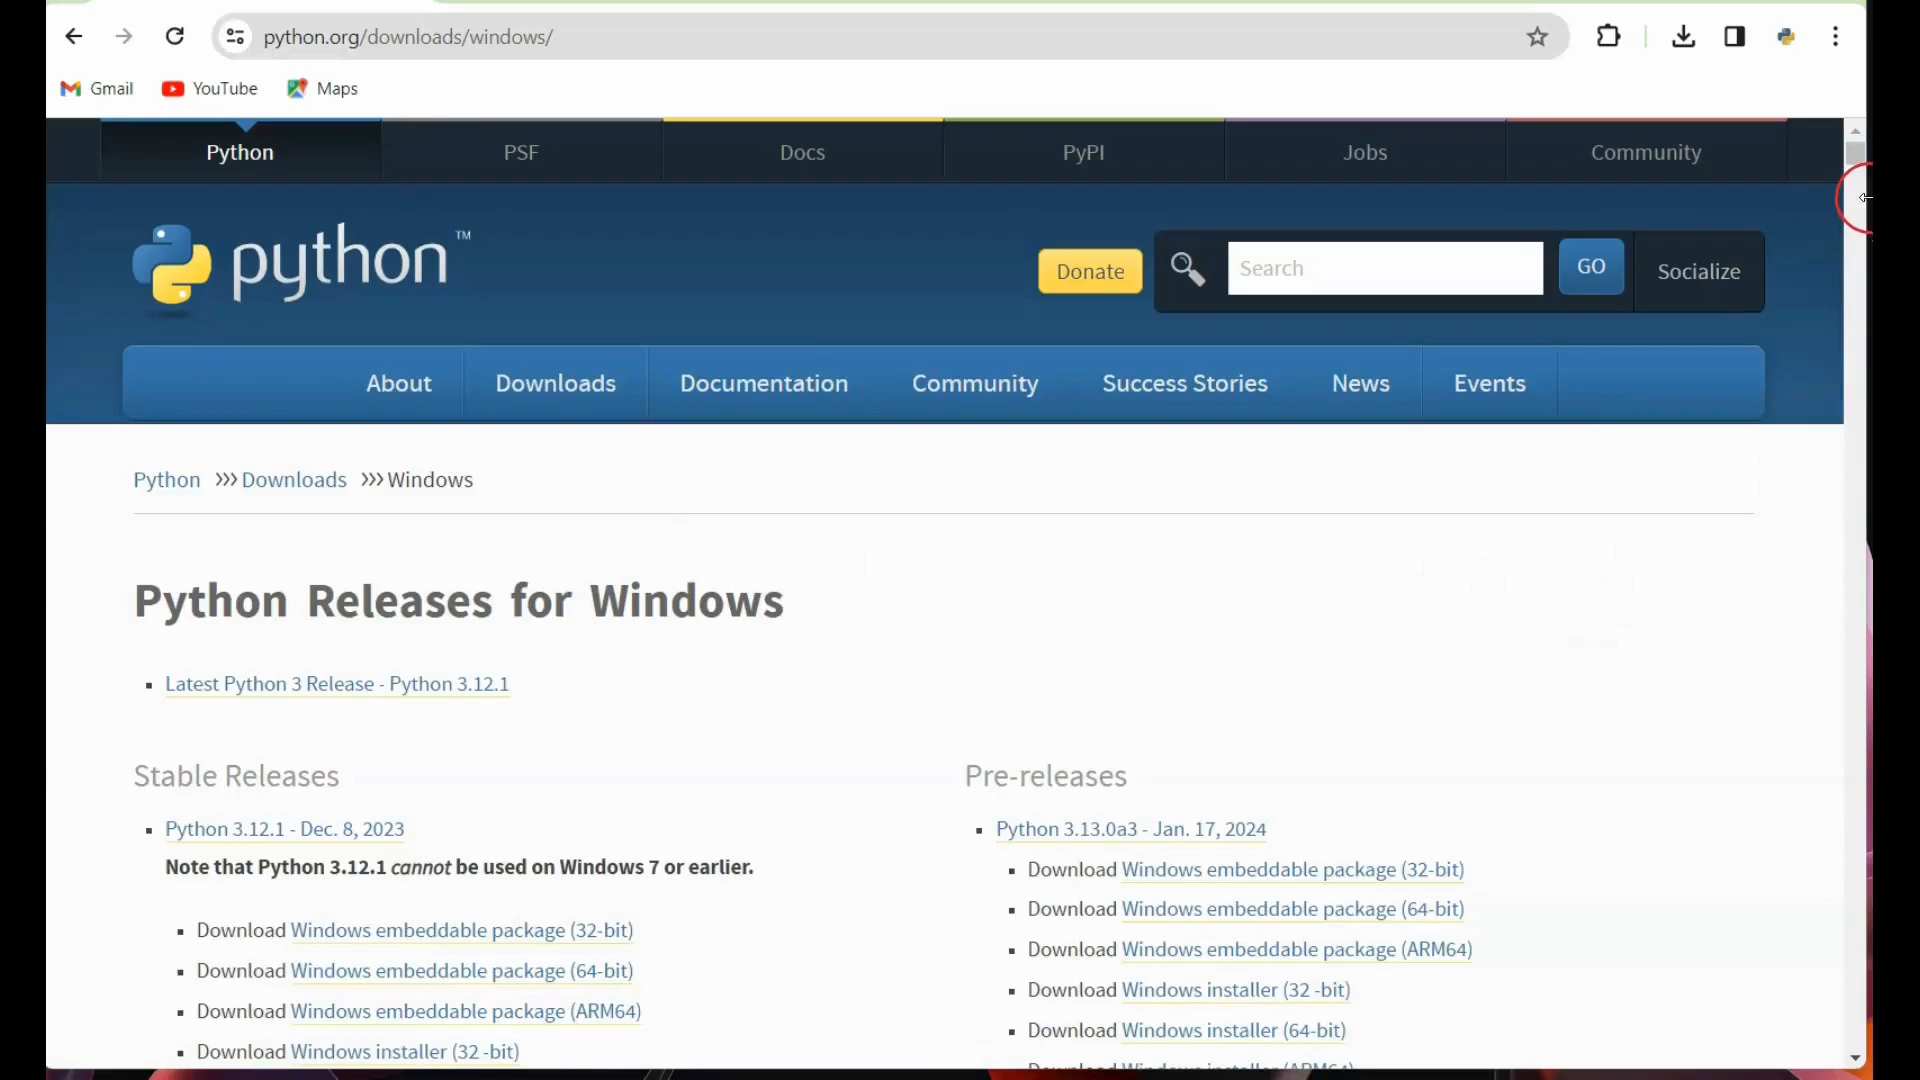 python.org/downloads/windows/
Gmail YouTube Maps
Python PSF Docs PyPI Jobs Community
python TM
Donate Search GO Socialize
About Downloads Documentation Community Success Stories News Events
Python >>> Downloads >>> Windows
Python Releases for Windows
Latest Python 3 Release - Python 3.12.1
Stable Releases
Python 3.12.1 - Dec. 8, 2023
Note that Python 3.12.1 cannot be used on Windows 7 or earlier.
Download Windows embeddable package (32-bit)
Download Windows embeddable package (64-bit)
Download Windows embeddable package (ARM64)
Download Windows installer (32 -bit)
Pre-releases
Python 3.13.0a3 - Jan. 17, 2024
Download Windows embeddable package (32-bit)
Download Windows embeddable package (64-bit)
Download Windows embeddable package (ARM64)
Download Windows installer (32 -bit)
Download Windows installer (64-bit)
Download Windows installer (ARM64)